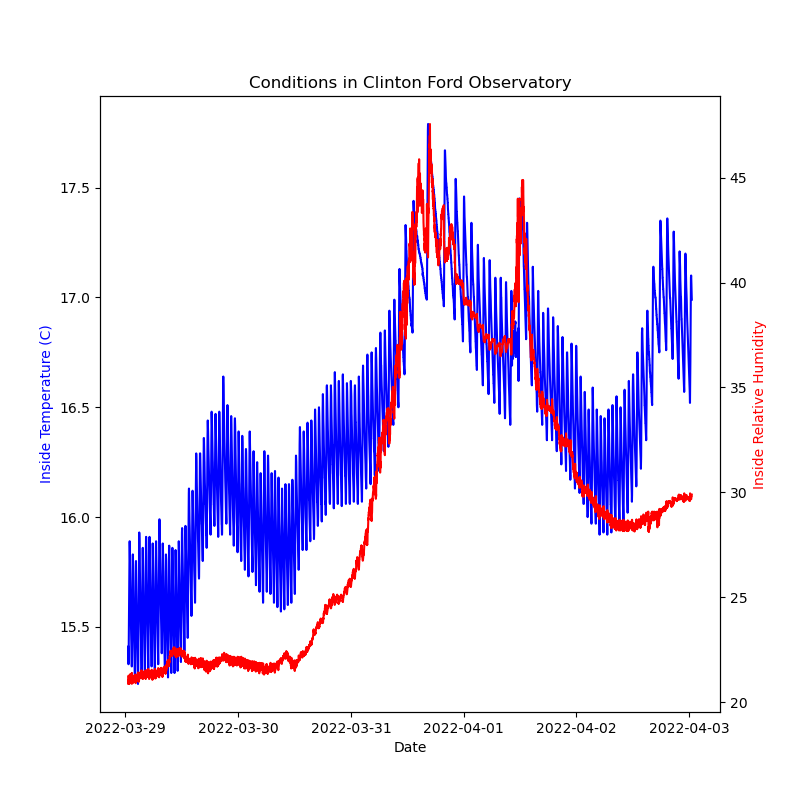 Conditions in Clinton Ford Observatory
Inside Temperature (C)
17.5
17.0
16.5
16.0
15.5
45
40
35
30
25
20
Inside Relative Humidity
2022-03-29 2022-03-30 2022-03-31 2022-04-01 2022-04-02 2022-04-03
Date